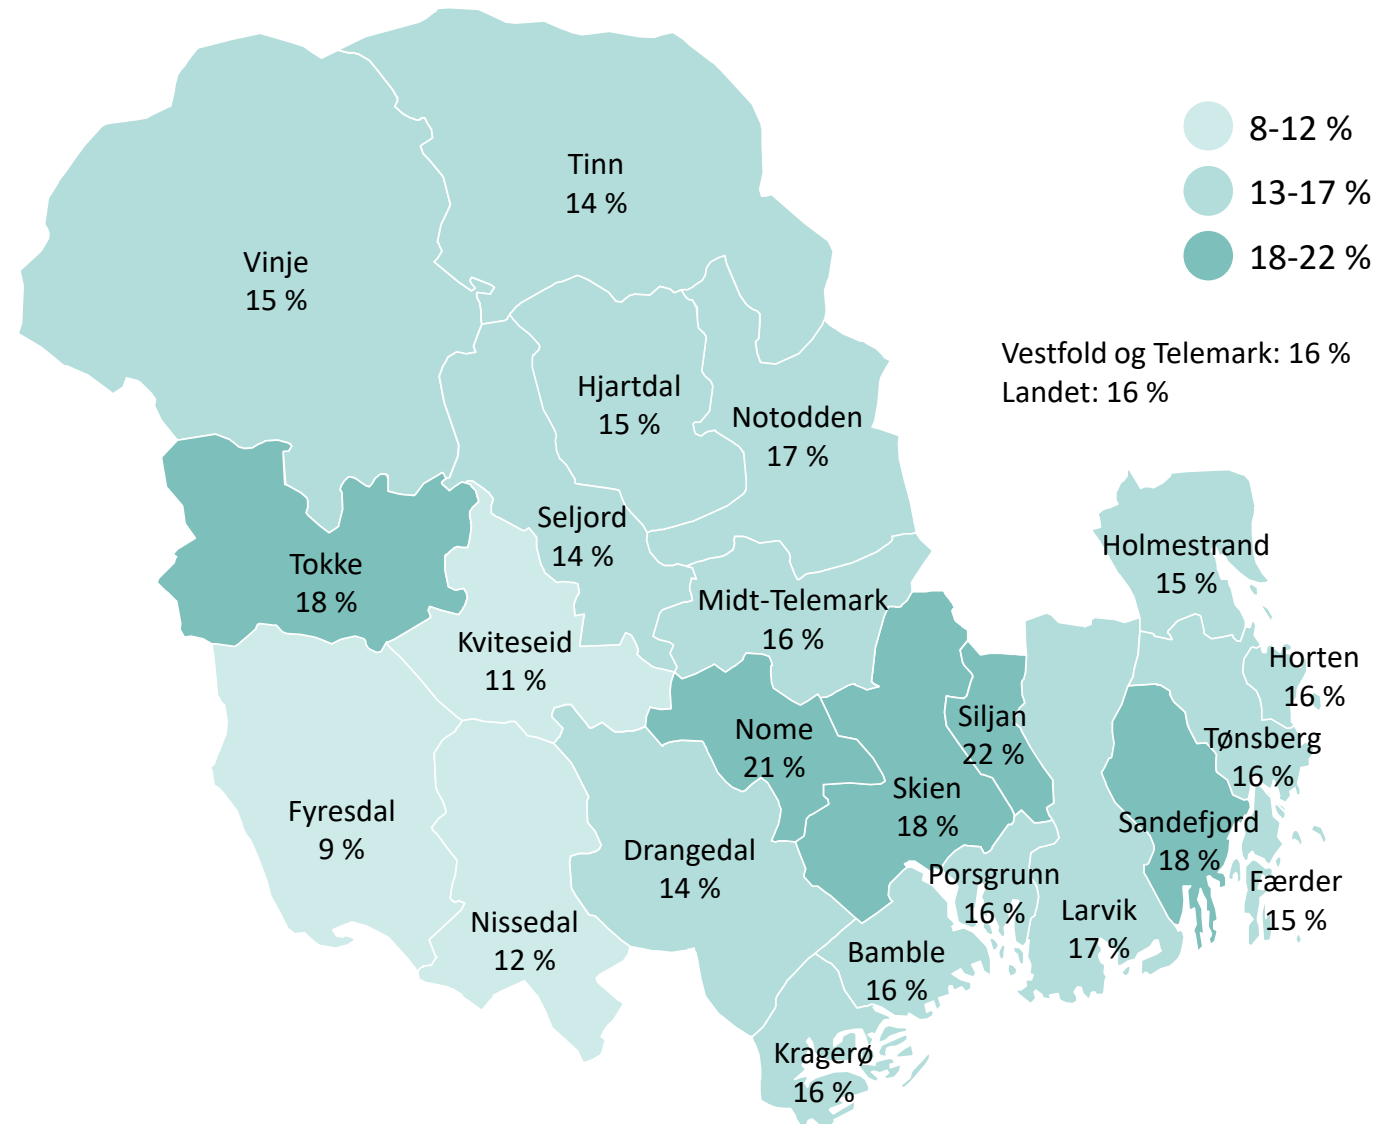 8-12 %
13-17 %
18-22 %
Vestfold og Telemark: 16 %
Landet: 16 %
Tinn
14 %
Vinje
15 %
Hjartdal
15 %
Notodden
17 %
Seljord
14 %
Tokke
18 %
Holmestrand
15 %
Midt-Telemark
16 %
Kviteseid
11 %
Horten
16 %
Siljan
22 %
Nome
21 %
Tønsberg
16 %
Skien
18 %
Fyresdal
9 %
Sandefjord
18 %
Drangedal
14 %
Porsgrunn
16 %
Færder
15 %
Larvik
17 %
Nissedal
12 %
Bamble
16 %
Kragerø
16 %